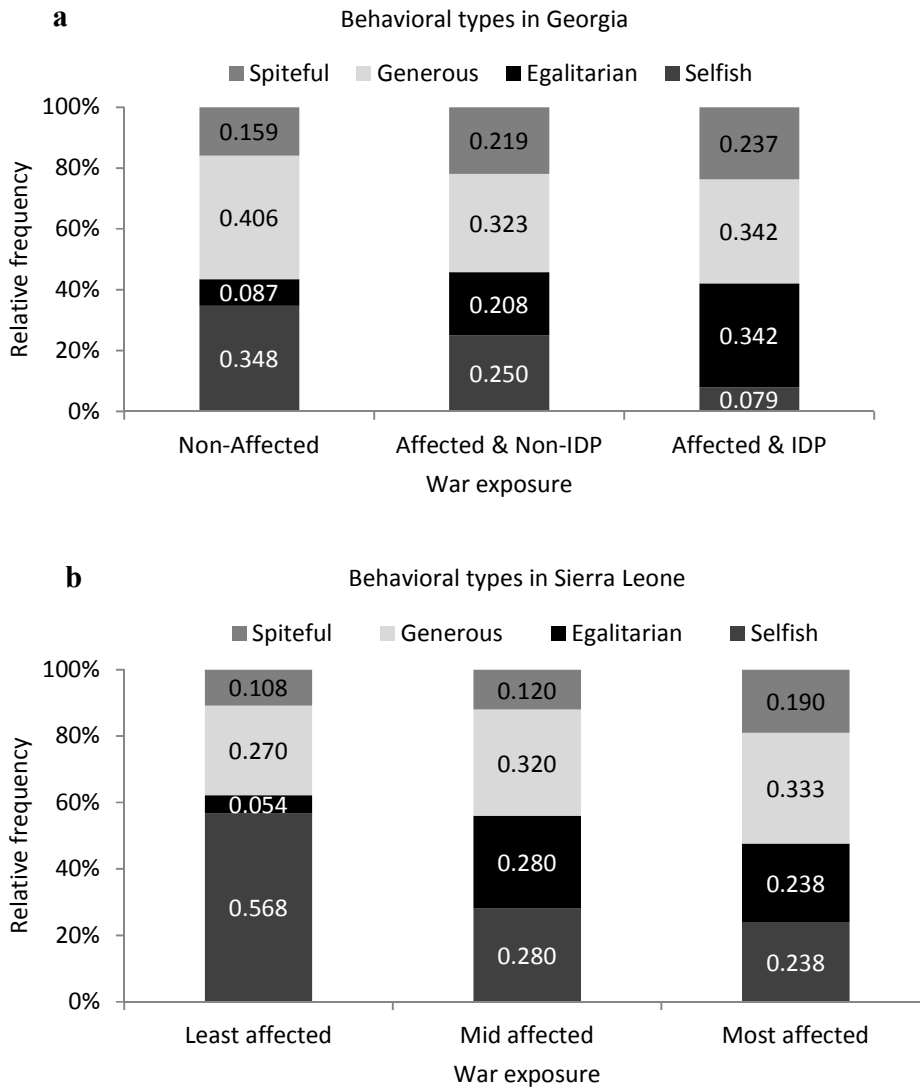 a
Behavioral types in Georgia
Spiteful Generous Egalitarian Selfish
Relative frequency
100%
80%
60%
40%
20%
0%
0.159 0.219 0.237
0.406 0.323 0.342
0.087 0.208 0.342
0.348 0.250 0.079
Non-Affected Affected & Non-IDP Affected & IDP
War exposure
b
Behavioral types in Sierra Leone
Spiteful Generous Egalitarian Selfish
Relative frequency
100%
80%
60%
40%
20%
0%
0.108 0.120 0.190
0.270 0.320 0.333
0.054 0.280 0.238
0.568 0.280 0.238
Least affected Mid affected Most affected
War exposure